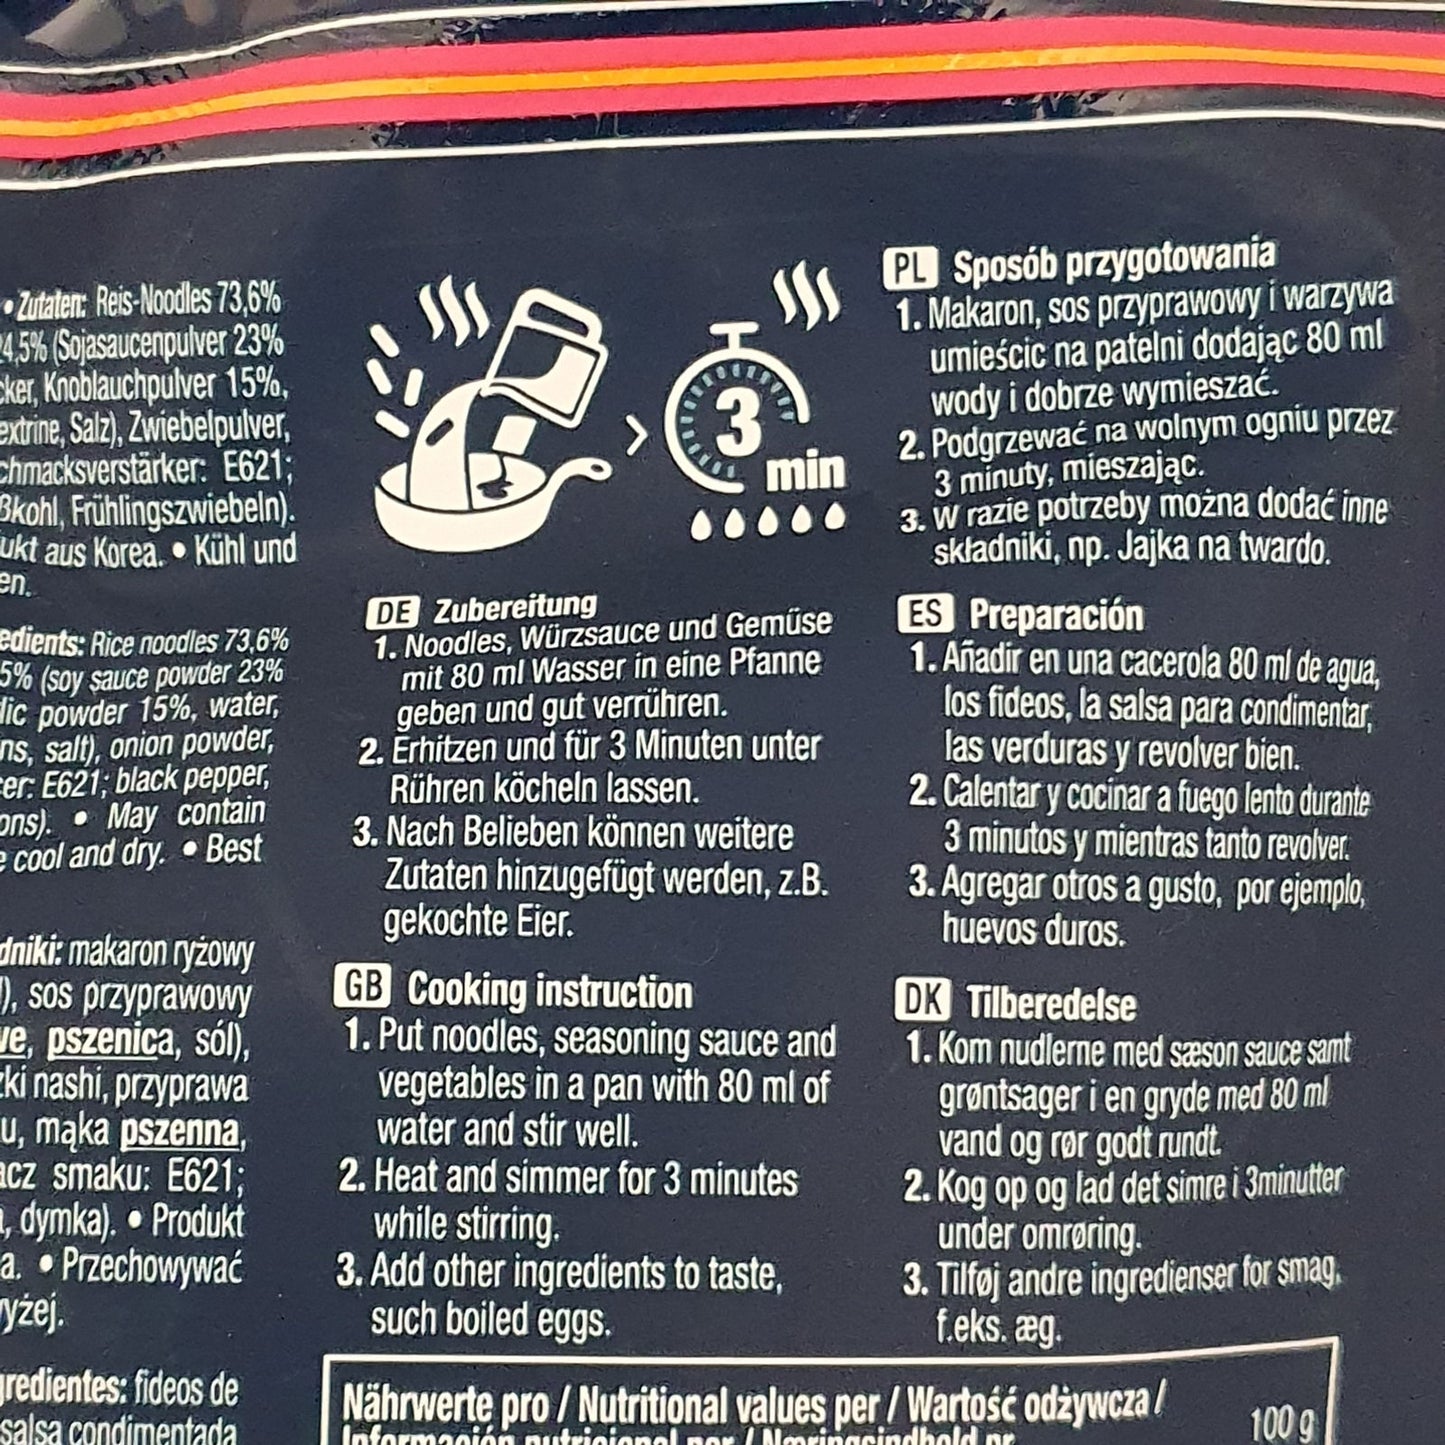 • Zutaten: Reis-Noodles 73,6%
4,5% (Sojasaucenpulver 23%
Knoblauchpulver 15%,
Salz), Zwiebelpulver,
E621;
Frühlingszwiebeln).
aus Korea. • Kühl und
en.
edients: Rice noodles 73,6%
5% (soy sauce powder 23%
powder 15%, water,
salt), onion powder,
E621; black pepper,
ons). • May contain
cool and dry. • Best
dniki: makaron ryżowy
), sos przyprawowy
pszenica, sól),
nashi, przyprawa
u, mąka pszenna,
smaku: E621;
dymka). • Produkt
a. • Przechowywać
yżej.
gredientes: fideos de
salsa condimentada
3
min
DE Zubereitung
1. Noodles, Würzsauce und Gemüse
mit 80 ml Wasser in eine Pfanne
geben und gut verrühren.
2. Erhitzen und für 3 Minuten unter
Rühren köcheln lassen.
3. Nach Belieben können weitere
Zutaten hinzugefügt werden, z.B.
gekochte Eier.
GB Cooking instruction
1. Put noodles, seasoning sauce and
vegetables in a pan with 80 ml of
water and stir well.
2. Heat and simmer for 3 minutes
while stirring.
3. Add other ingredients to taste,
such boiled eggs.
PL Sposób przygotowania
1. Makaron, sos przyprawowy i warzywa
umieścic na patelni dodając 80 ml
wody i dobrze wymieszać.
2. Podgrzewać na wolnym ogniu przez
3 minuty, mieszając.
3. W razie potrzeby można dodać inne
składniki, np. Jajka na twardo.
ES Preparación
1. Añadir en una cacerola 80 ml de agua,
los fideos, la salsa para condimentar,
las verduras y revolver bien.
2. Calentar y cocinar a fuego lento durante
3 minutos y mientras tanto revolver.
3. Agregar otros a gusto, por ejemplo,
huevos duros.
DK Tilberedelse
1. Kom nudlerne med sæson sauce samt
grøntsager i en gryde med 80 ml
vand og rør godt rundt.
2. Kog op og lad det simre i 3minutter
under omrøring.
3. Tilføj andre ingredienser for smag,
f.eks. æg.
Nährwerte pro / Nutritional values per / Wartość odżywcza /
100 g